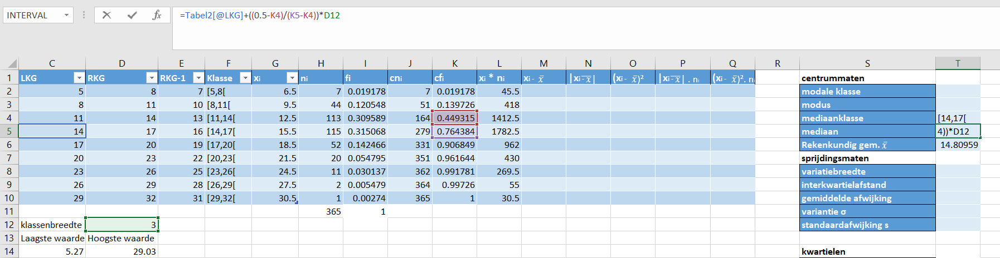 INTERVAL fx =Tabel2[@LKG]+((0.5-K4)/(K5-K4))*D12
C D E F G H I J K L M N O P Q R S T
1 LKG RKG RKG-1 Klasse xi ni fi cni cfi xi * ni xi - x̅ |xi-x̅| (xi - x̅)² |xi-x̅| . ni (xi - x̅)². ni centrummaten
2 5 8 7 [5,8[ 6.5 7 0.019178 7 0.019178 45.5 modale klasse
3 8 11 10 [8,11[ 9.5 44 0.120548 51 0.139726 418 modus
4 11 14 13 [11,14[ 12.5 113 0.309589 164 0.449315 1412.5 mediaanklasse [14,17[
5 14 17 16 [14,17[ 15.5 115 0.315068 279 0.764384 1782.5 mediaan 4))*D12
6 17 20 19 [17,20[ 18.5 52 0.142466 331 0.906849 962 Rekenkundig gem. x̅ 14.80959
7 20 23 22 [20,23[ 21.5 20 0.054795 351 0.961644 430 sprijdingsmaten
8 23 26 25 [23,26[ 24.5 11 0.030137 362 0.991781 269.5 variatiebreedte
9 26 29 28 [26,29[ 27.5 2 0.005479 364 0.99726 55 interkwartielafstand
10 29 32 31 [29,32[ 30.5 1 0.00274 365 1 30.5 gemiddelde afwijking
11 365 1 variantie σ
12 klassenbreedte 3 standaardafwijking s
13 Laagste waarde Hoogste waarde
14 5.27 29.03 kwartielen